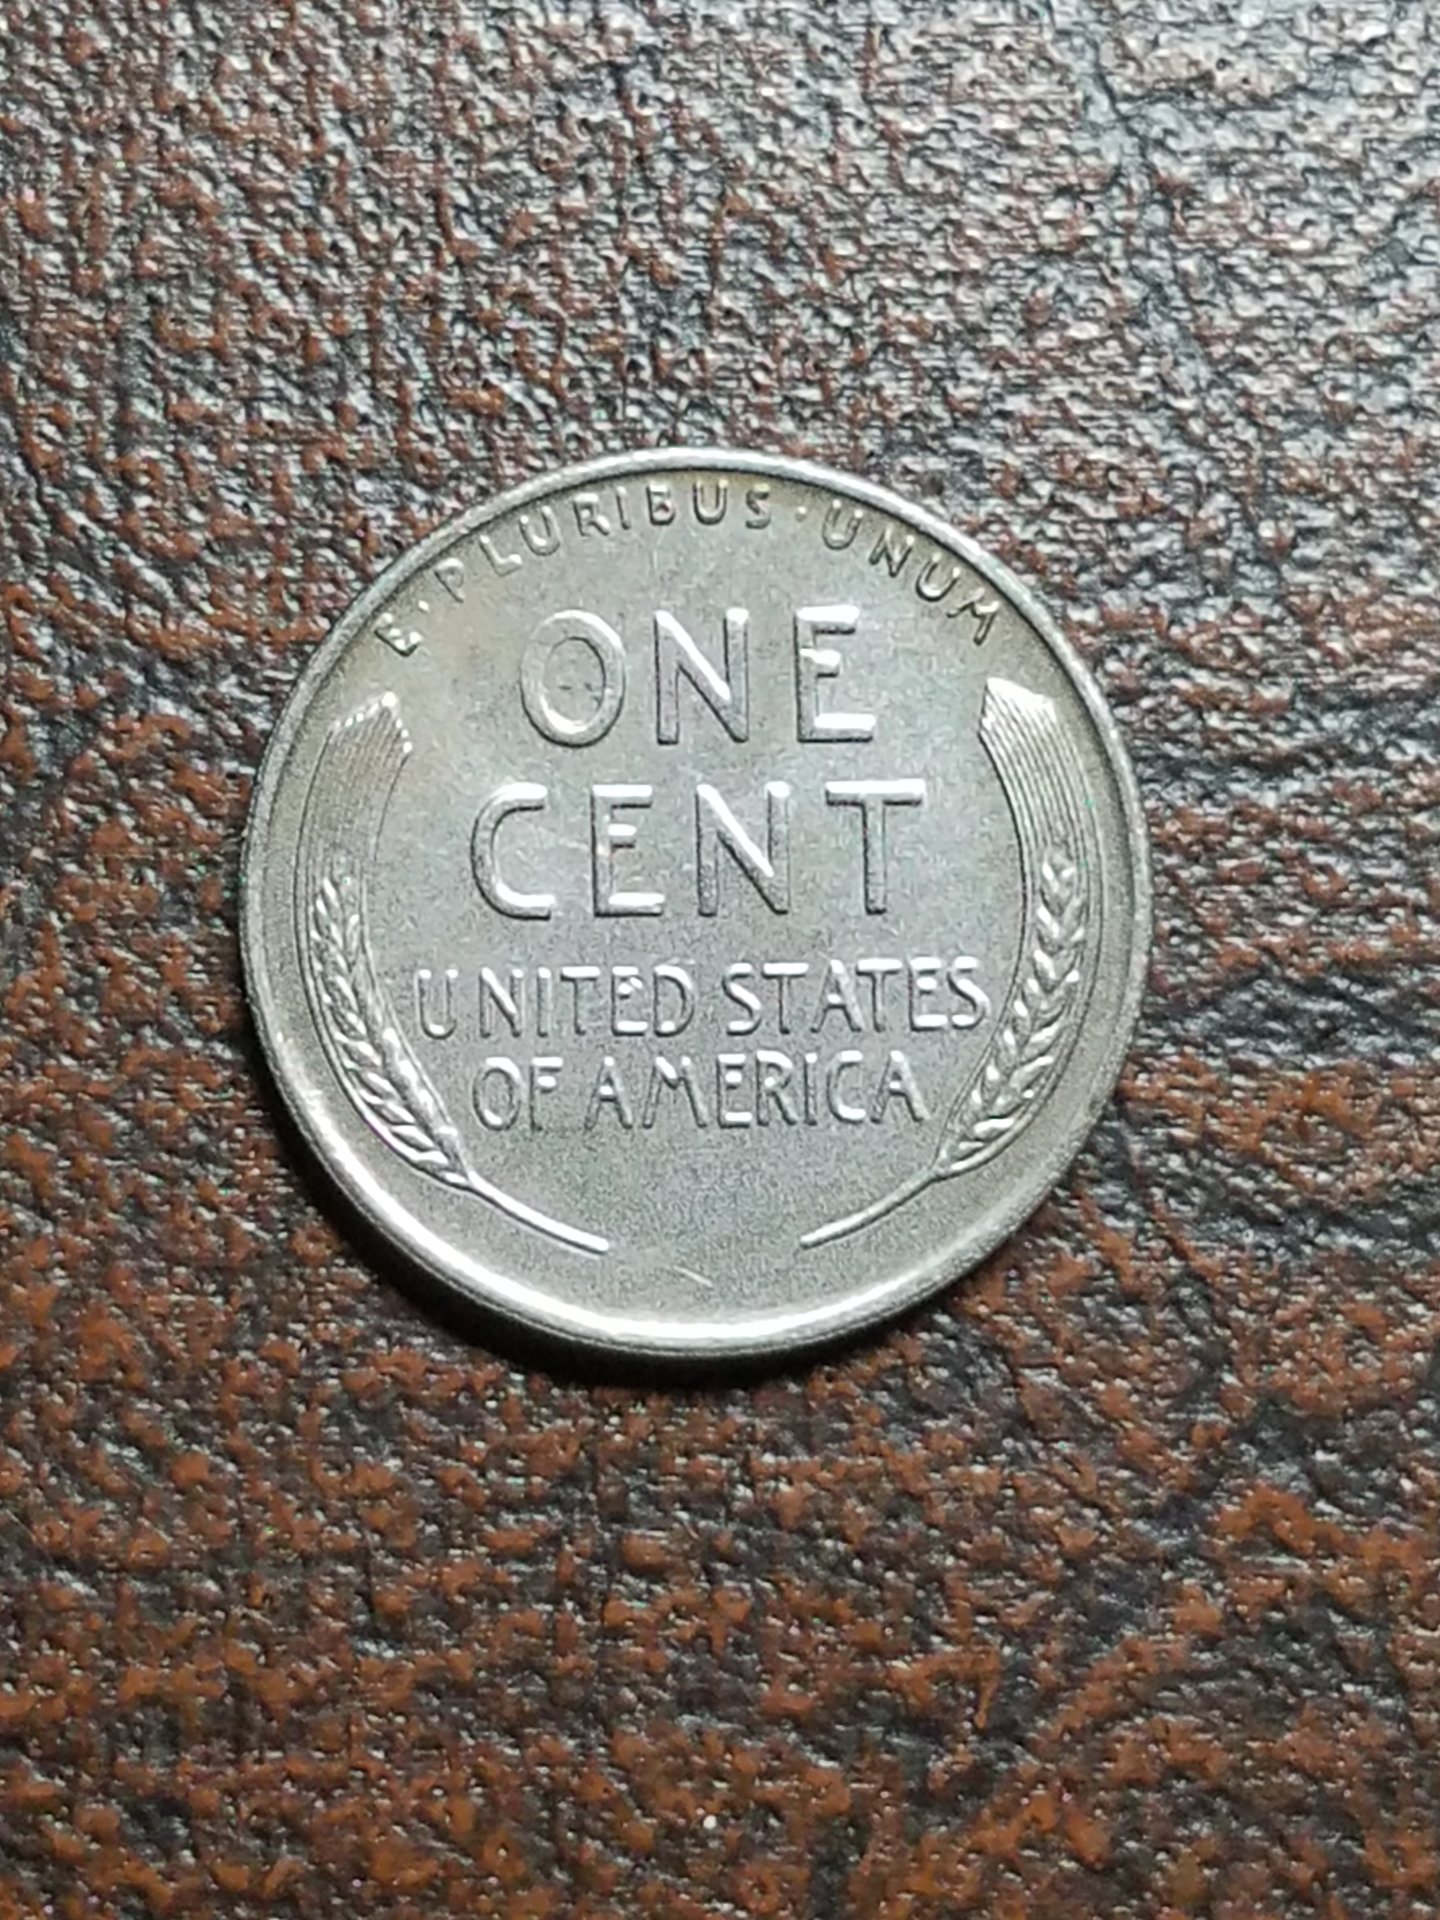 E·PLURIBUS·UNUM
ONE
CENT
UNITED STATES
OF AMERICA